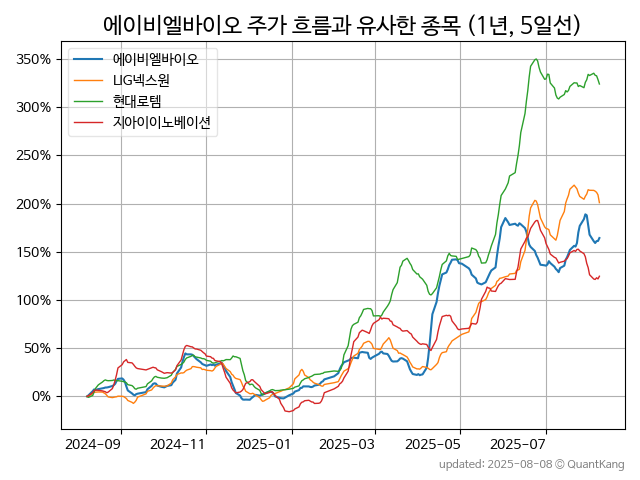 에이비엘바이오 주가 흐름과 유사한 종목 (1년, 5일선)
에이비엘바이오
LIG넥스원
현대로템
지아이이노베이션
350%
300%
250%
200%
150%
100%
50%
0%
2024-09 2024-11 2025-01 2025-03 2025-05 2025-07
updated: 2025-08-08 © QuantKang